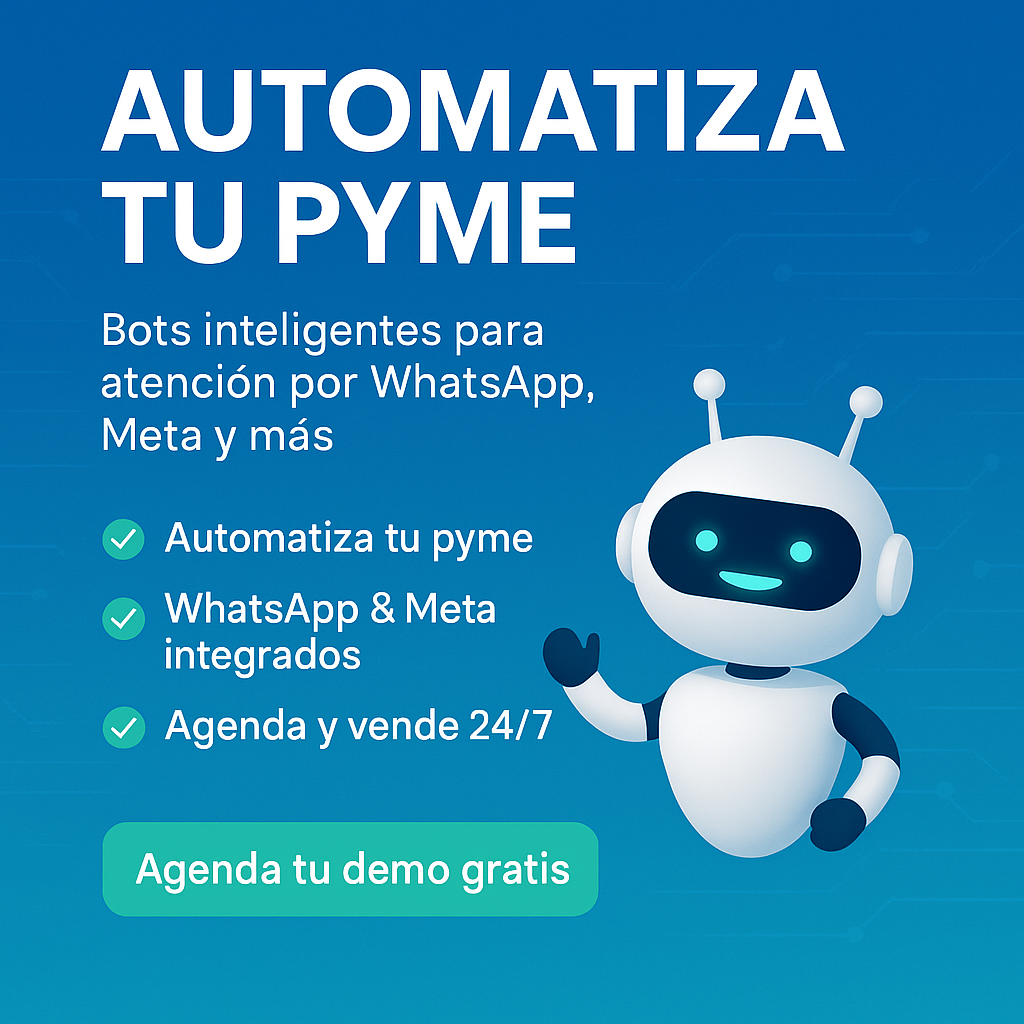 AUTOMATIZA
TU PYME
Bots inteligentes para
atención por WhatsApp,
Meta y más
Automatiza tu pyme
WhatsApp & Meta
integrados
Agenda y vende 24/7
Agenda tu demo gratis